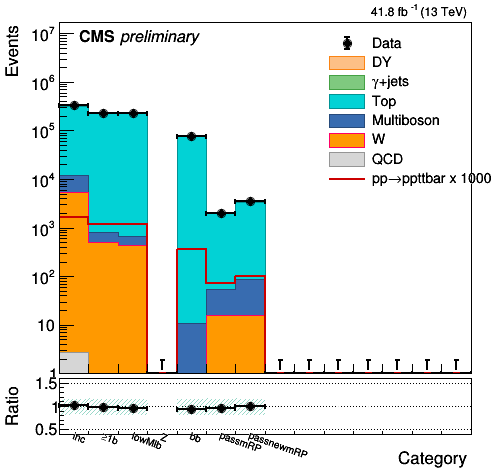 41.8 fb⁻¹ (13 TeV)
CMS preliminary
Events
10⁷
10⁶
10⁵
10⁴
10³
10²
10
1
Data
DY
γ+jets
Top
Multiboson
W
QCD
pp→ppttbar x 1000
Ratio
1.5
1
0.5
inc
≥1b
lowMlb
Z
bb
passmRP
passnewmRP
Category